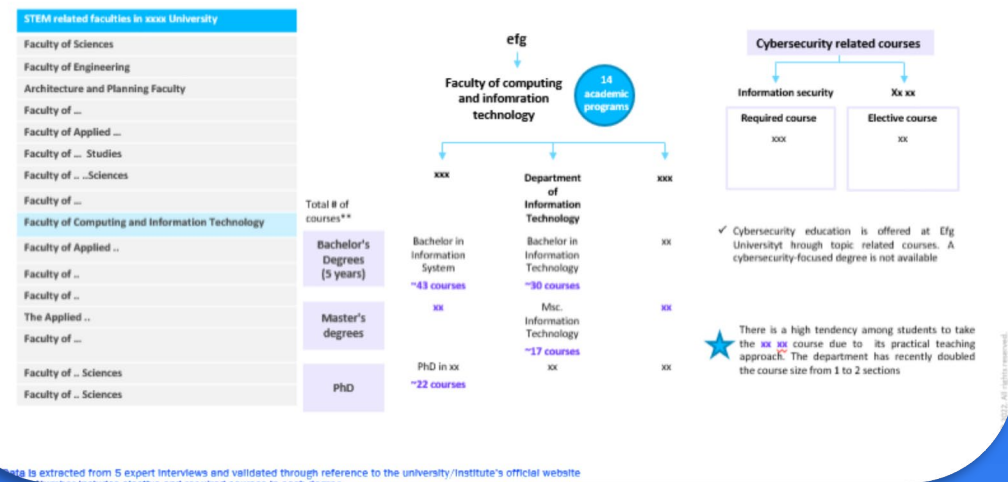 STEM related faculties in xxxx University
Faculty of Sciences
Faculty of Engineering
Architecture and Planning Faculty
Faculty of ...
Faculty of Applied ...
Faculty of ... Studies
Faculty of .. ..Sciences
Faculty of ...
Faculty of Computing and Information Technology
Faculty of Applied ..
Faculty of ..
Faculty of ..
The Applied ..
Faculty of ...
Faculty of .. Sciences
Faculty of .. Sciences
efg
Faculty of computing
and infomration
technology
14
academic
programs
xxx
Department
of
Information
Technology
xxx
Total # of
courses**
Bachelor's
Degrees
(5 years)
Bachelor in
Information
System
~43 courses
Bachelor in
Information
Technology
~30 courses
xx
Master's
degrees
xx
Msc.
Information
Technology
~17 courses
xx
PhD
PhD in xx
~22 courses
xx
xx
Cybersecurity related courses
Information security
Xx xx
Required course
xxx
Elective course
xx
✓ Cybersecurity education is offered at Efg
Universityt hrough topic related courses. A
cybersecurity-focused degree is not available
There is a high tendency among students to take
the xx xx course due to its practical teaching
approach. The department has recently doubled
the course size from 1 to 2 sections
2022. All rights reserved.
Data is extracted from 5 expert interviews and validated through reference to the university/institute's official website